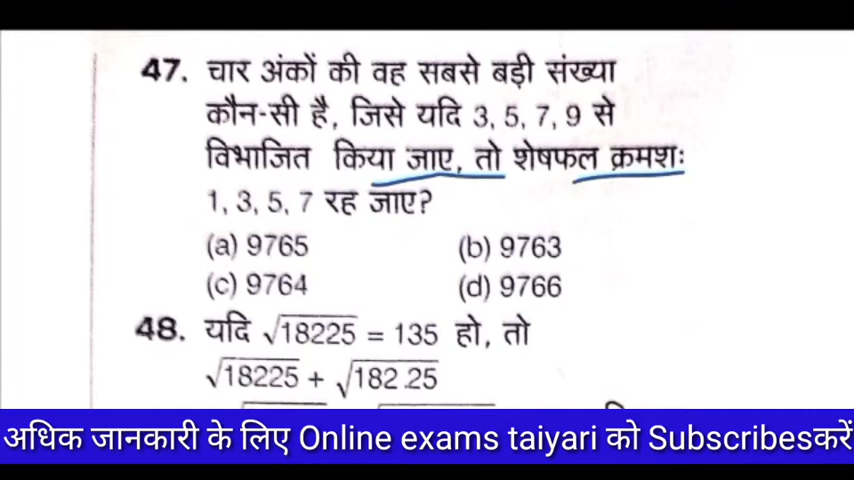 47. चार अंकों की वह सबसे बड़ी संख्या
कौन-सी है, जिसे यदि 3, 5, 7, 9 से
विभाजित किया जाए, तो शेषफल क्रमशः
1, 3, 5, 7 रह जाए?
(a) 9765 (b) 9763
(c) 9764 (d) 9766
48. यदि √18225 = 135 हो, तो
√18225 + √182.25
अधिक जानकारी के लिए Online exams taiyari को Subscribesकरें